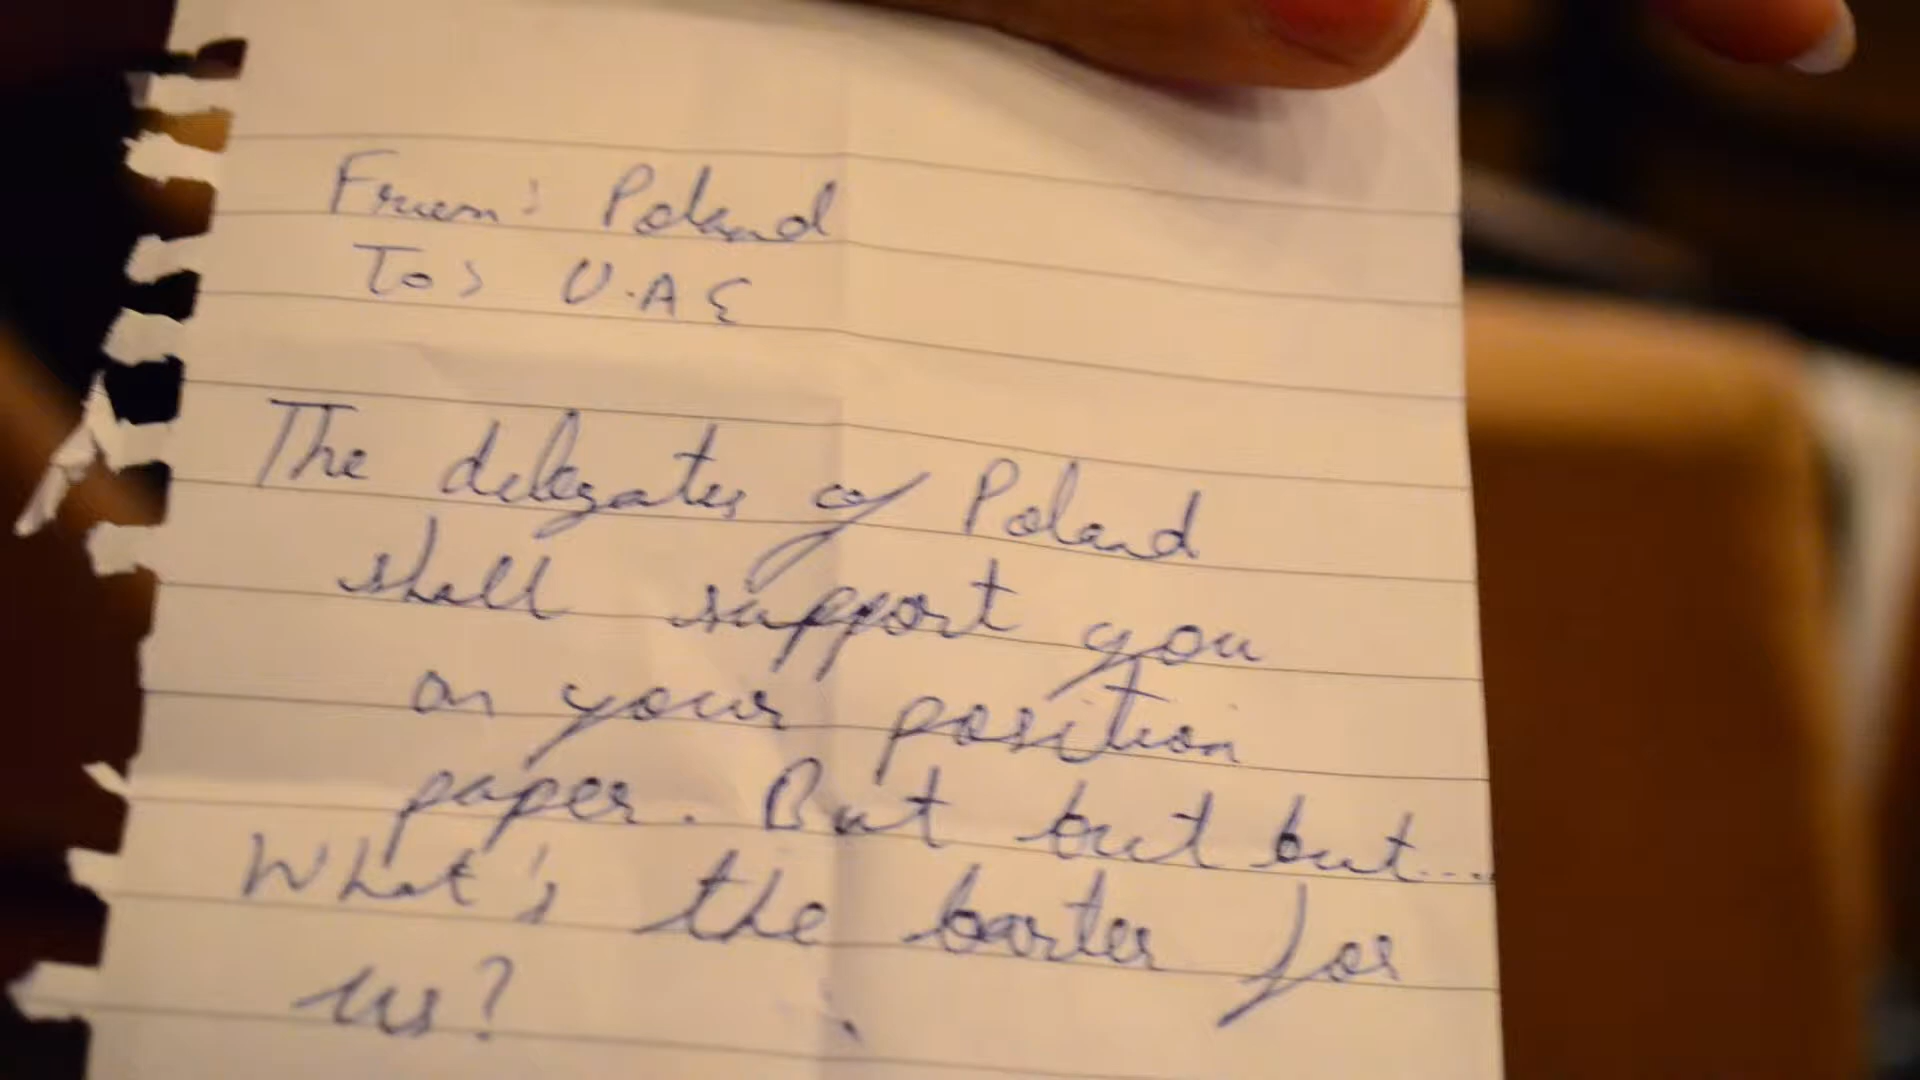 From: Poland
To: U.A.E
The delegates of Poland
shall support you
on your position
paper. But but but...
What's the barter for
us?